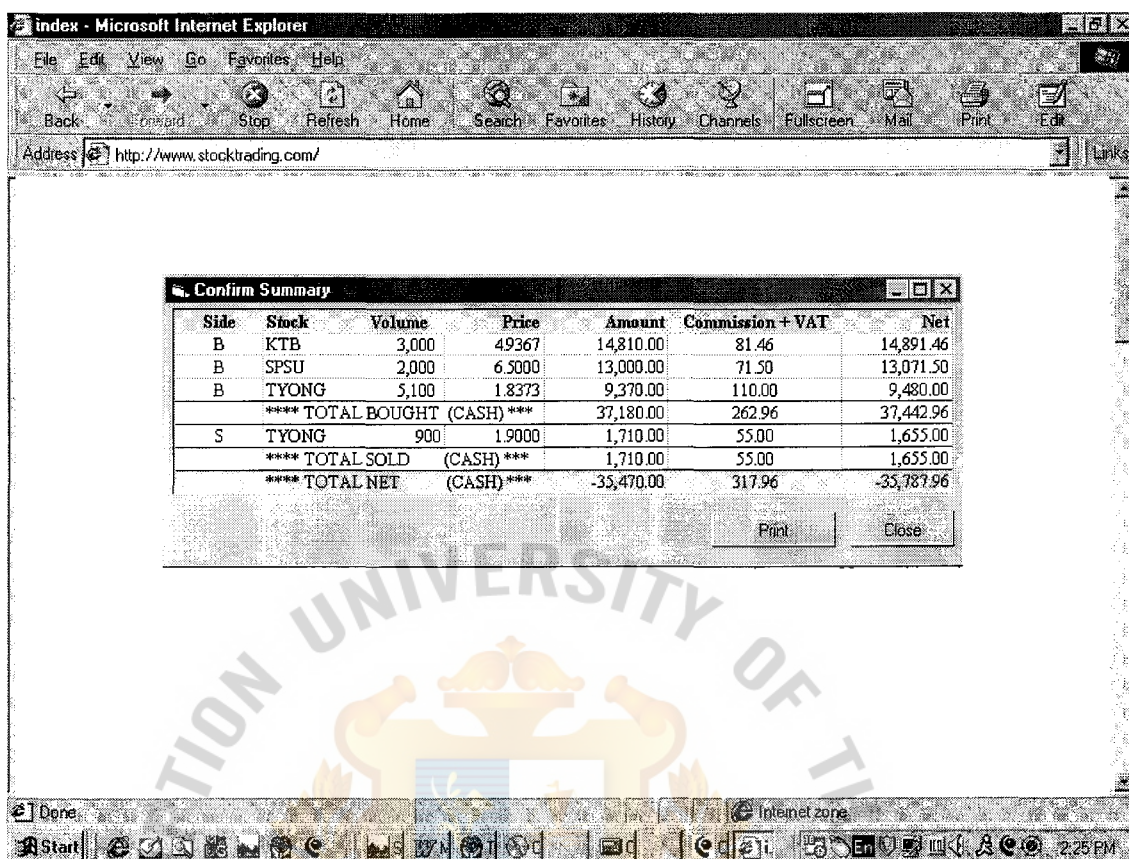 index - Microsoft Internet Explorer
File Edit View Go Favorites Help
Back Forward Stop Refresh Home Search Favorites History Channels Fullscreen Mail Print Edit
Address http://www.stocktrading.com/ Links
Confirm Summary
Side Stock Volume Price Amount Commission + VAT Net
B KTB 3,000 4.9367 14,810.00 81.46 14,891.46
B SPSU 2,000 6.5000 13,000.00 71.50 13,071.50
B TYONG 5,100 1.8373 9,370.00 110.00 9,480.00
**** TOTAL BOUGHT (CASH) *** 37,180.00 262.96 37,442.96
S TYONG 900 1.9000 1,710.00 55.00 1,655.00
**** TOTAL SOLD (CASH) *** 1,710.00 55.00 1,655.00
**** TOTAL NET (CASH) *** -35,470.00 317.96 -35,787.96
Print Close
UNIVERSITY OF
Done Internet zone
Start En 2:25 PM